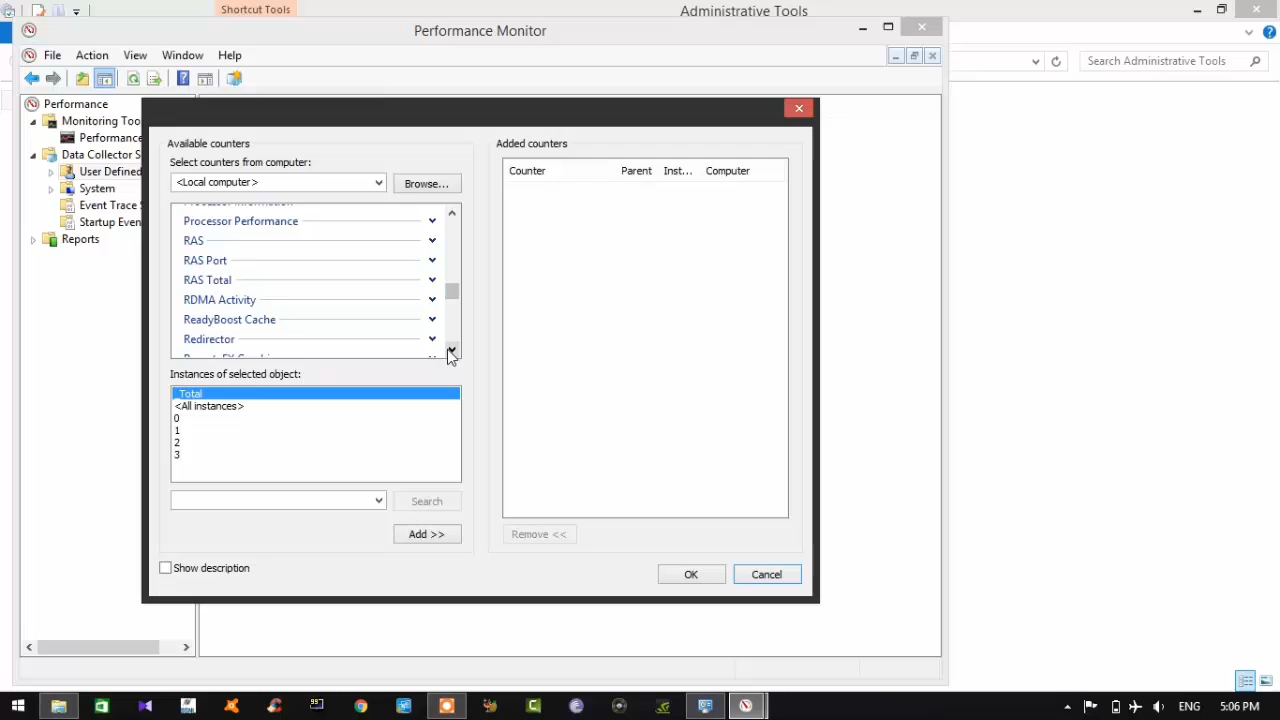 Shortcut Tools
Administrative Tools
Performance Monitor
File Action View Window Help
Search Administrative Tools
Performance
Monitoring Too
Performance
Data Collector S
User Defined
System
Event Trace S
Startup Even
Reports
Available counters
Select counters from computer:
<Local computer>
Browse...
Processor Information
Processor Performance
RAS
RAS Port
RAS Total
RDMA Activity
ReadyBoost Cache
Redirector
Instances of selected object:
_Total
<All instances>
0
1
2
3
Search
Add >>
Show description
Added counters
Counter Parent Inst... Computer
Remove <<
OK Cancel
ENG 5:06 PM